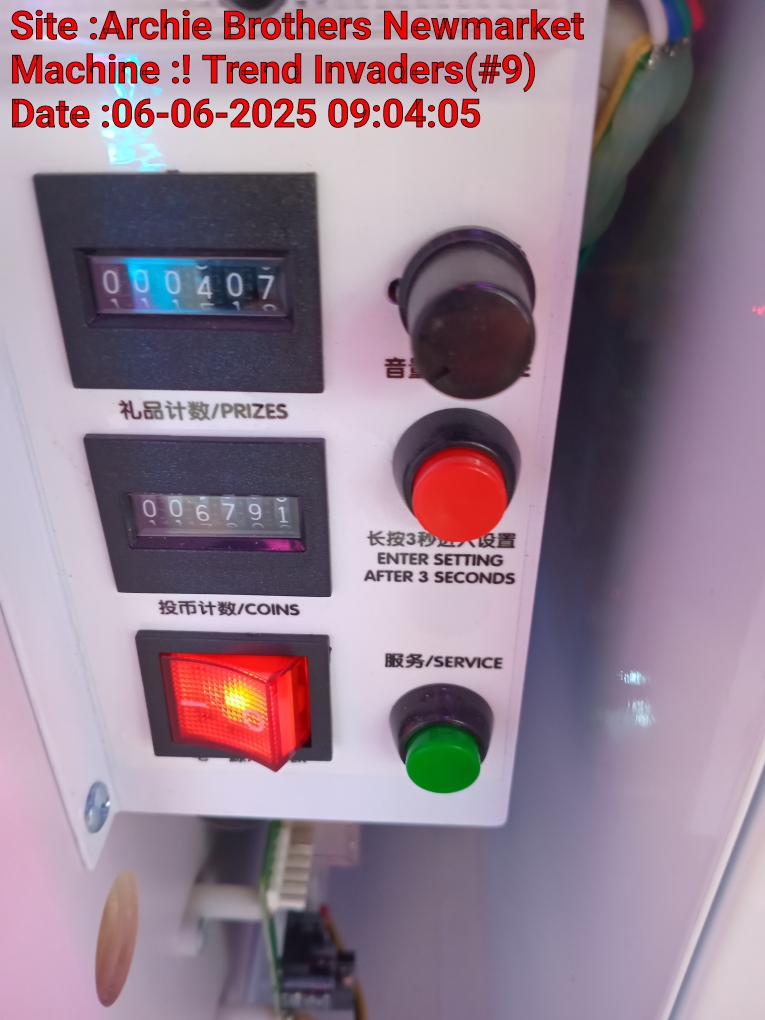 Site :Archie Brothers Newmarket
Machine :! Trend Invaders(#9)
Date :06-06-2025 09:04:05
000407
礼品计数/PRIZES
音量
006791
投币计数/COINS
长按3秒进入设置
ENTER SETTING
AFTER 3 SECONDS
服务/SERVICE